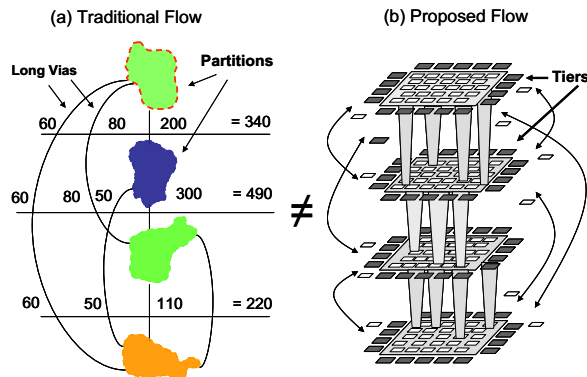 (a) Traditional Flow
(b) Proposed Flow
Long Vias
Partitions
Tiers
60 80 200 = 340
60 80 50 300 = 490
≠
60 50 110 = 220